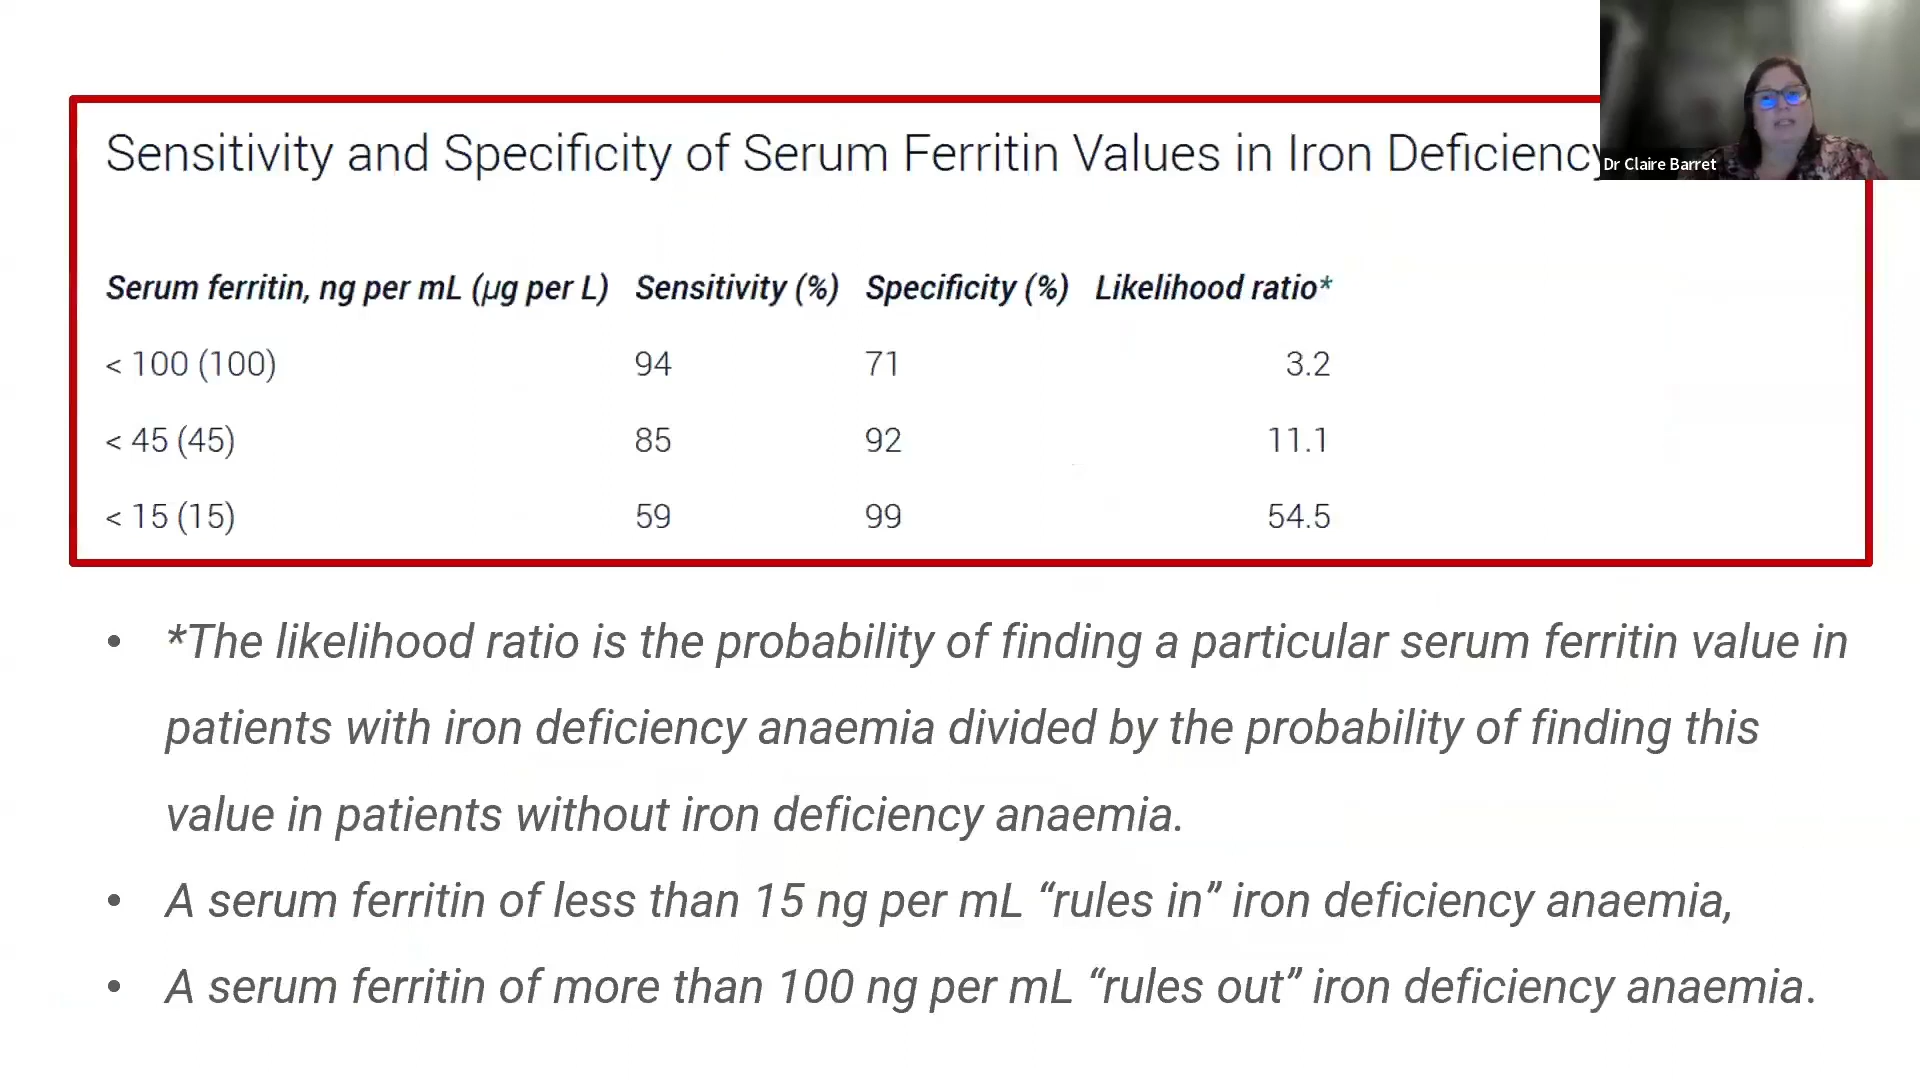 Sensitivity and Specificity of Serum Ferritin Values in Iron Deficiency
Dr Claire Barret
Serum ferritin, ng per mL (μg per L) Sensitivity (%) Specificity (%) Likelihood ratio*
< 100 (100) 94 71 3.2
< 45 (45) 85 92 11.1
< 15 (15) 59 99 54.5
• *The likelihood ratio is the probability of finding a particular serum ferritin value in
patients with iron deficiency anaemia divided by the probability of finding this
value in patients without iron deficiency anaemia.
• A serum ferritin of less than 15 ng per mL “rules in” iron deficiency anaemia,
• A serum ferritin of more than 100 ng per mL “rules out” iron deficiency anaemia.